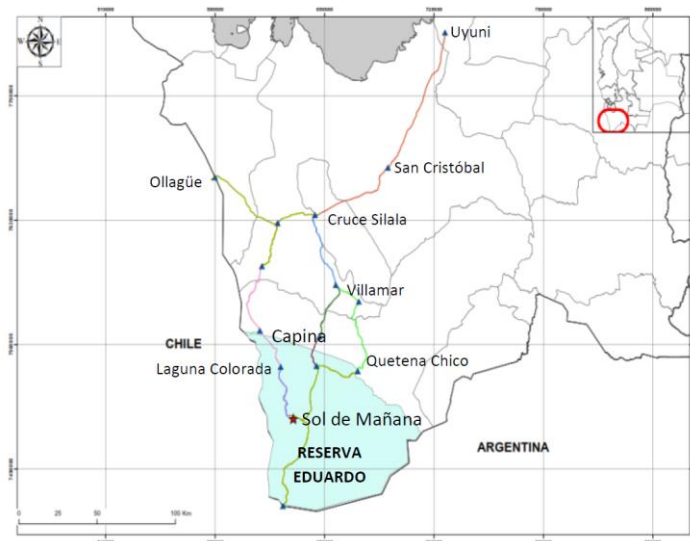 N
W
E
S
Uyuni
San Cristóbal
Ollagüe
Cruce Silala
Villamar
Capina
CHILE
Laguna Colorada
Quetena Chico
Sol de Mañana
RESERVA
EDUARDO
ARGENTINA
0 25 50 100 Km